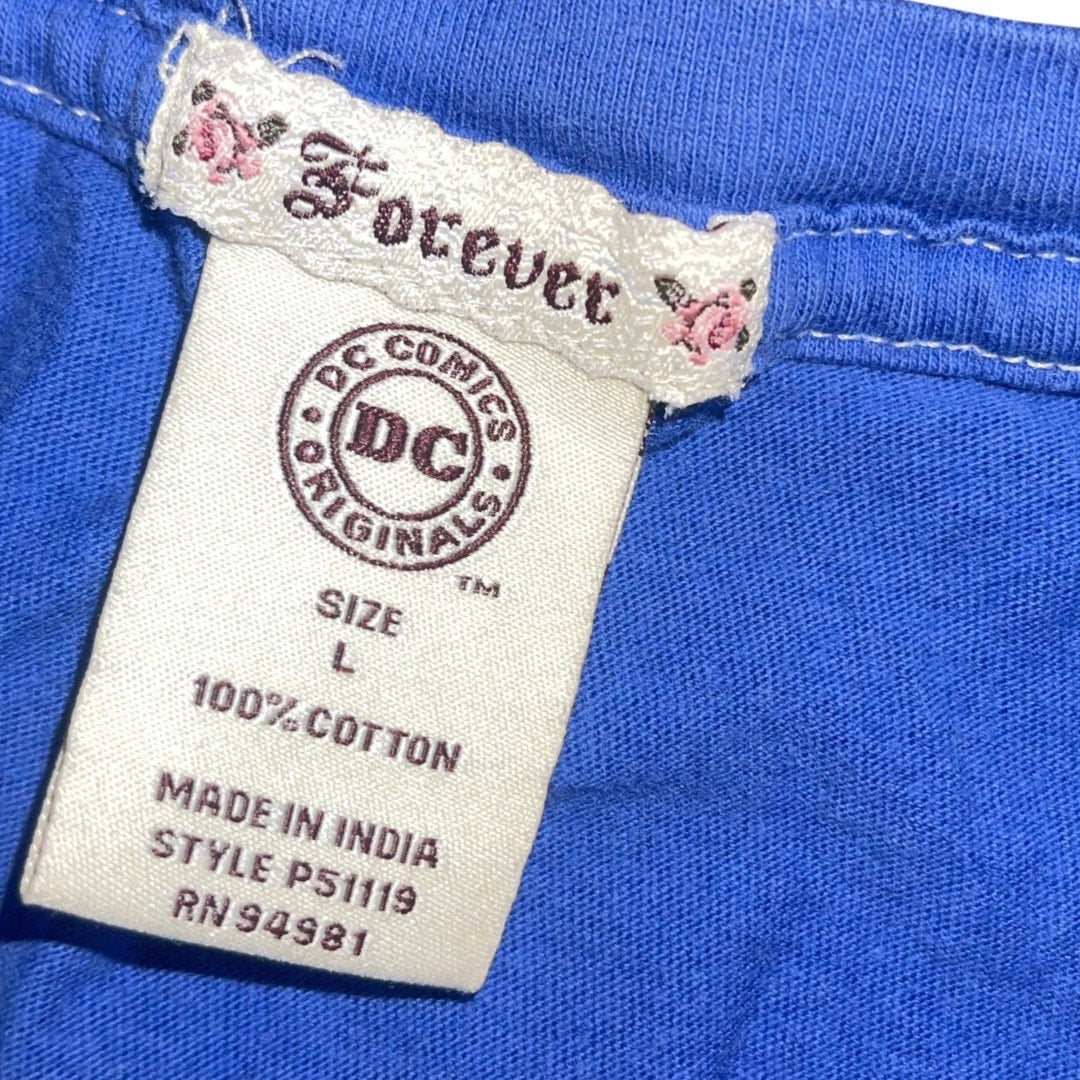 Forever
DC COMICS
DC
• ORIGINALS •
TM
SIZE
L
100% COTTON
MADE IN INDIA
STYLE P51119
RN 94981